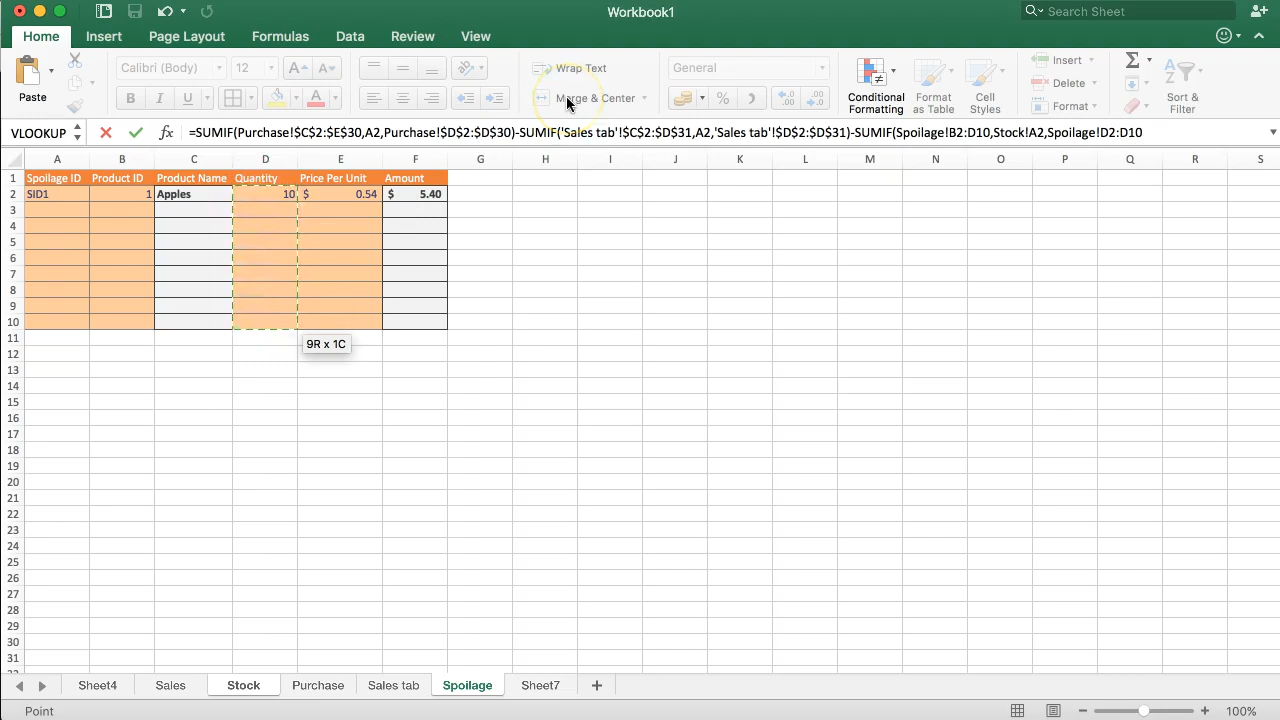 Workbook1
Search Sheet
Home Insert Page Layout Formulas Data Review View
Paste
Calibri (Body) 12
B I U A
Wrap Text
Merge & Center
General
%
Conditional Formatting
Format as Table
Cell Styles
Insert
Delete
Format
Sort & Filter
VLOOKUP fx =SUMIF(Purchase!$C$2:$E$30,A2,Purchase!$D$2:$D$30)-SUMIF('Sales tab'!$C$2:$D$31,A2,'Sales tab'!$D$2:$D$31)-SUMIF(Spoilage!B2:D10,Stock!A2,Spoilage!D2:D10
A B C D E F G H I J K L M N O P Q R S
1 Spoilage ID Product ID Product Name Quantity Price Per Unit Amount
2 SID1 1 Apples 10 $ 0.54 $ 5.40
3
4
5
6
7
8
9
10
9R x 1C
11
12
13
14
15
16
17
18
19
20
21
22
23
24
25
26
27
28
29
30
31
Sheet4 Sales Stock Purchase Sales tab Spoilage Sheet7 +
Point
100%